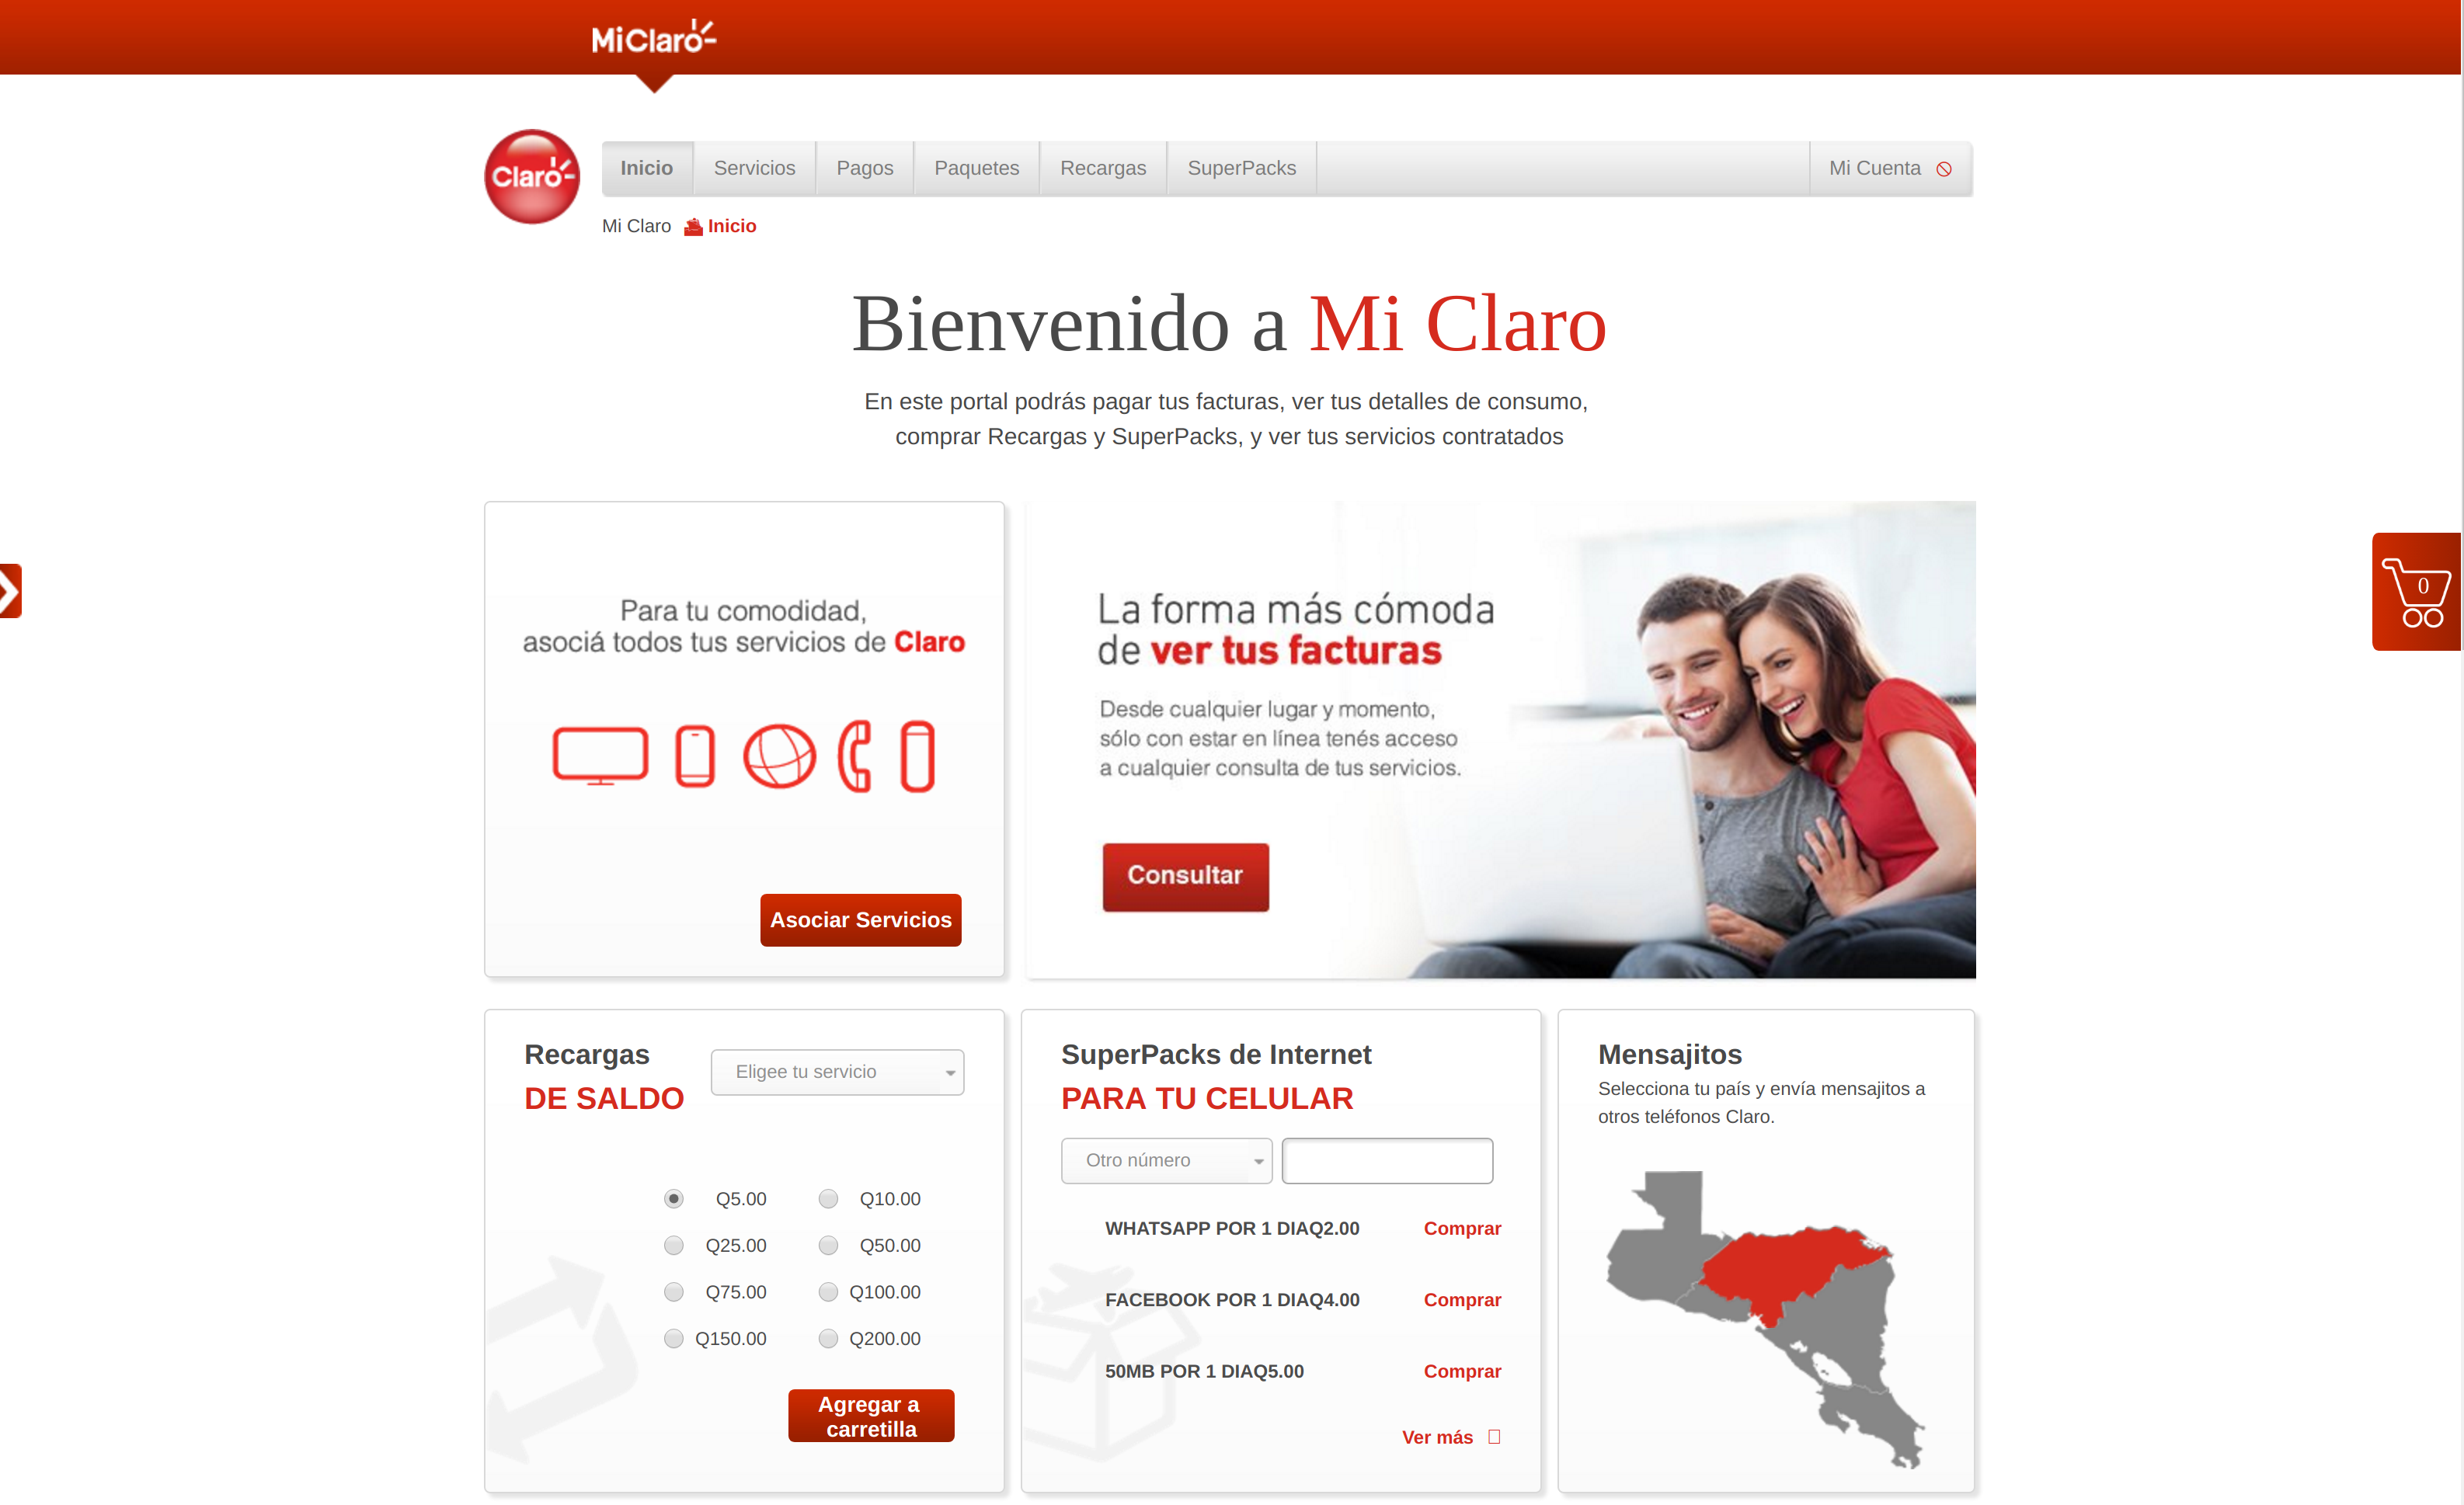 MiClaro
Claro
Inicio
Servicios
Pagos
Paquetes
Recargas
SuperPacks
Mi Cuenta
Mi Claro Inicio
Bienvenido a Mi Claro
En este portal podrás pagar tus facturas, ver tus detalles de consumo,
comprar Recargas y SuperPacks, y ver tus servicios contratados
0
Para tu comodidad,
asociá todos tus servicios de Claro
Asociar Servicios
La forma más cómoda
de ver tus facturas
Desde cualquier lugar y momento,
sólo con estar en línea tenés acceso
a cualquier consulta de tus servicios.
Consultar
Recargas
DE SALDO
Eligee tu servicio
Q5.00 Q10.00
Q25.00 Q50.00
Q75.00 Q100.00
Q150.00 Q200.00
Agregar a
carretilla
SuperPacks de Internet
PARA TU CELULAR
Otro número
WHATSAPP POR 1 DIAQ2.00 Comprar
FACEBOOK POR 1 DIAQ4.00 Comprar
50MB POR 1 DIAQ5.00 Comprar
Ver más
Mensajitos
Selecciona tu país y envía mensajitos a
otros teléfonos Claro.